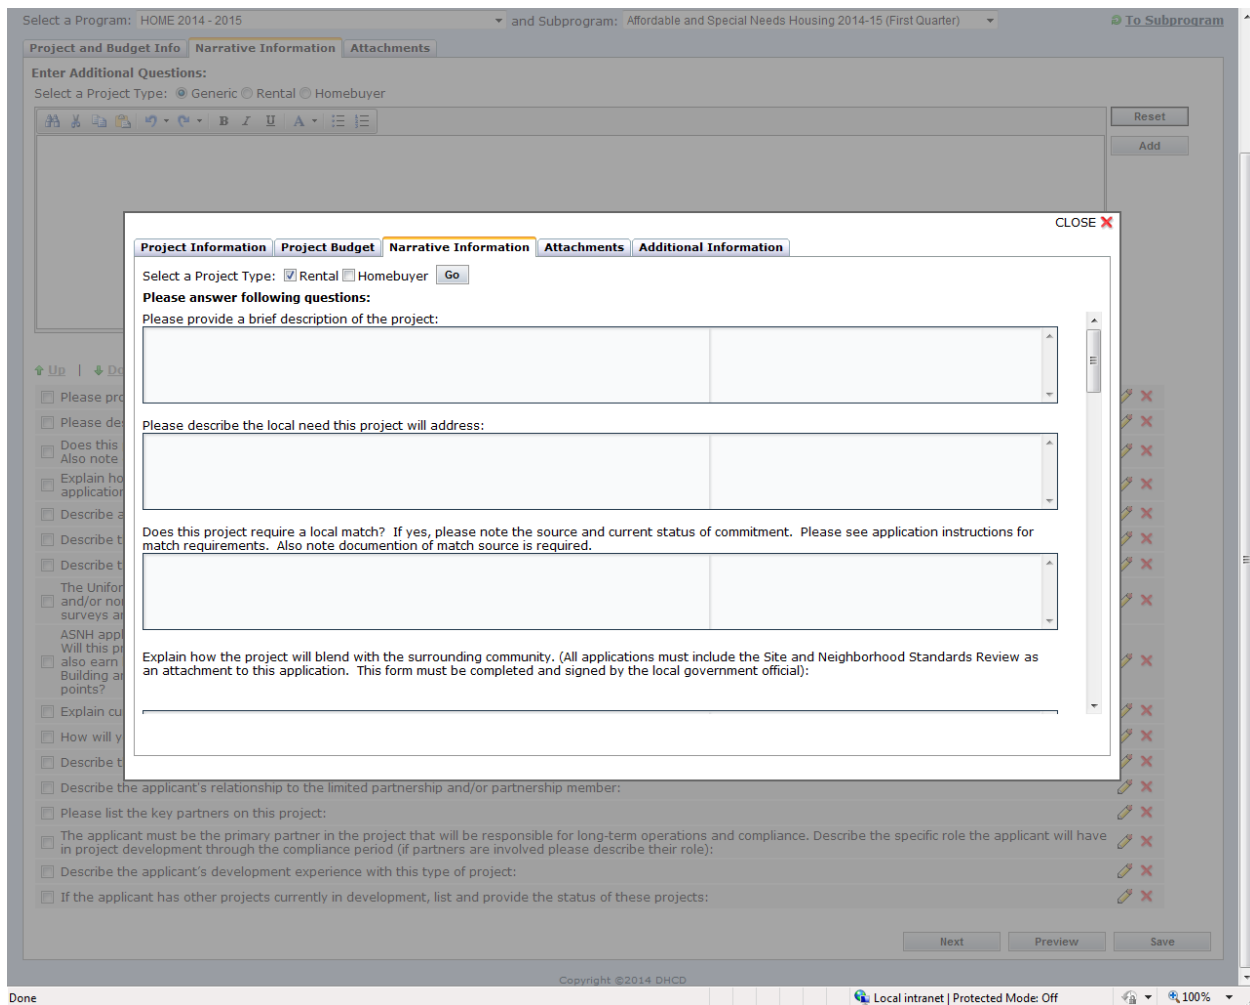 Select a Program: HOME 2014 - 2015 and Subprogram: Affordable and Special Needs Housing 2014-15 (First Quarter) To Subprogram
Project and Budget Info Narrative Information Attachments
Enter Additional Questions:
Select a Project Type: Generic Rental Homebuyer
B I U A
Reset
Add
CLOSE
Project Information Project Budget Narrative Information Attachments Additional Information
Select a Project Type: Rental Homebuyer Go
Please answer following questions:
Please provide a brief description of the project:
Please describe the local need this project will address:
Does this project require a local match? If yes, please note the source and current status of commitment. Please see application instructions for
match requirements. Also note documention of match source is required.
Explain how the project will blend with the surrounding community. (All applications must include the Site and Neighborhood Standards Review as
an attachment to this application. This form must be completed and signed by the local government official):
Up |
Please
Please
Does this
Also note
Explain
application
Describe a
Describe
Describe
The
and/or
surveys
ASNH
Will this
also earn
Building
points?
Explain
How will
Describe
Describe the applicant's relationship to the limited partnership and/or partnership member:
Please list the key partners on this project:
The applicant must be the primary partner in the project that will be responsible for long-term operations and compliance. Describe the specific role the applicant will have
in project development through the compliance period (if partners are involved please describe their role):
Describe the applicant's development experience with this type of project:
If the applicant has other projects currently in development, list and provide the status of these projects:
Next Preview Save
Copyright ©2014 DHCD
Done Local intranet | Protected Mode: Off 100%